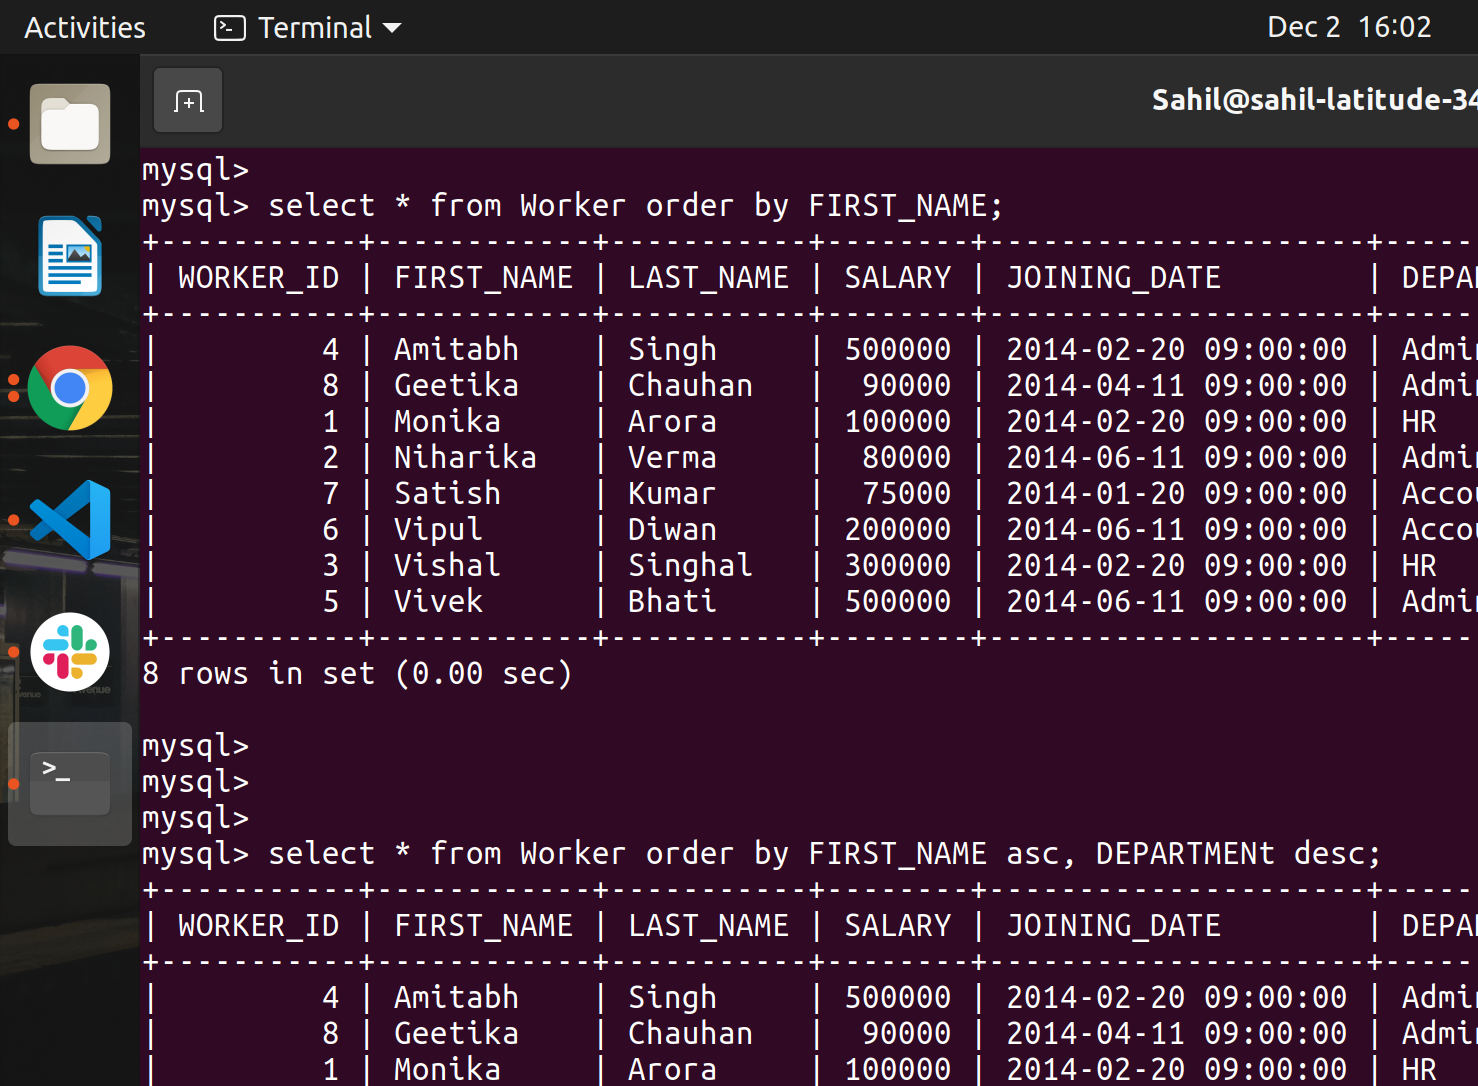 Activities Terminal Dec 2 16:02
Sahil@sahil-latitude-34
mysql>
mysql> select * from Worker order by FIRST_NAME;
+-----------+------------+-----------+--------+---------------------+-----
| WORKER_ID | FIRST_NAME | LAST_NAME | SALARY | JOINING_DATE        | DEPA
+-----------+------------+-----------+--------+---------------------+-----
|         4 | Amitabh    | Singh     | 500000 | 2014-02-20 09:00:00 | Admi
|         8 | Geetika    | Chauhan   |  90000 | 2014-04-11 09:00:00 | Admi
|         1 | Monika     | Arora     | 100000 | 2014-02-20 09:00:00 | HR
|         2 | Niharika   | Verma     |  80000 | 2014-06-11 09:00:00 | Admi
|         7 | Satish     | Kumar     |  75000 | 2014-01-20 09:00:00 | Acco
|         6 | Vipul      | Diwan     | 200000 | 2014-06-11 09:00:00 | Acco
|         3 | Vishal     | Singhal   | 300000 | 2014-02-20 09:00:00 | HR
|         5 | Vivek      | Bhati     | 500000 | 2014-06-11 09:00:00 | Admi
+-----------+------------+-----------+--------+---------------------+-----
8 rows in set (0.00 sec)
mysql>
mysql>
mysql>
mysql> select * from Worker order by FIRST_NAME asc, DEPARTMENt desc;
+-----------+------------+-----------+--------+---------------------+-----
| WORKER_ID | FIRST_NAME | LAST_NAME | SALARY | JOINING_DATE        | DEPA
+-----------+------------+-----------+--------+---------------------+-----
|         4 | Amitabh    | Singh     | 500000 | 2014-02-20 09:00:00 | Admi
|         8 | Geetika    | Chauhan   |  90000 | 2014-04-11 09:00:00 | Admi
|         1 | Monika     | Arora     | 100000 | 2014-02-20 09:00:00 | HR